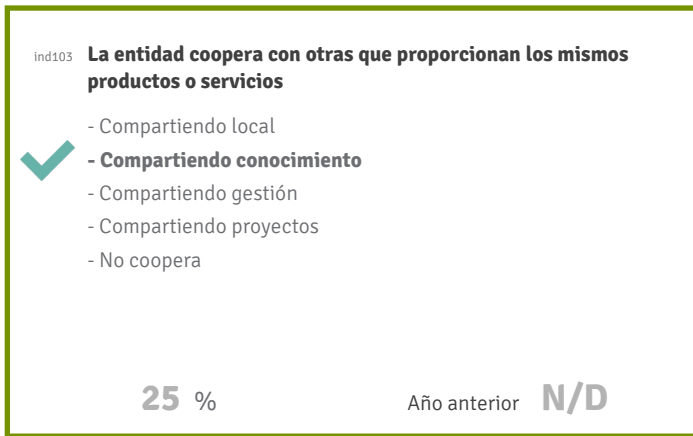 ind103 La entidad coopera con otras que proporcionan los mismos
productos o servicios
- Compartiendo local
- Compartiendo conocimiento
- Compartiendo gestión
- Compartiendo proyectos
- No coopera
25 % Año anterior N/D